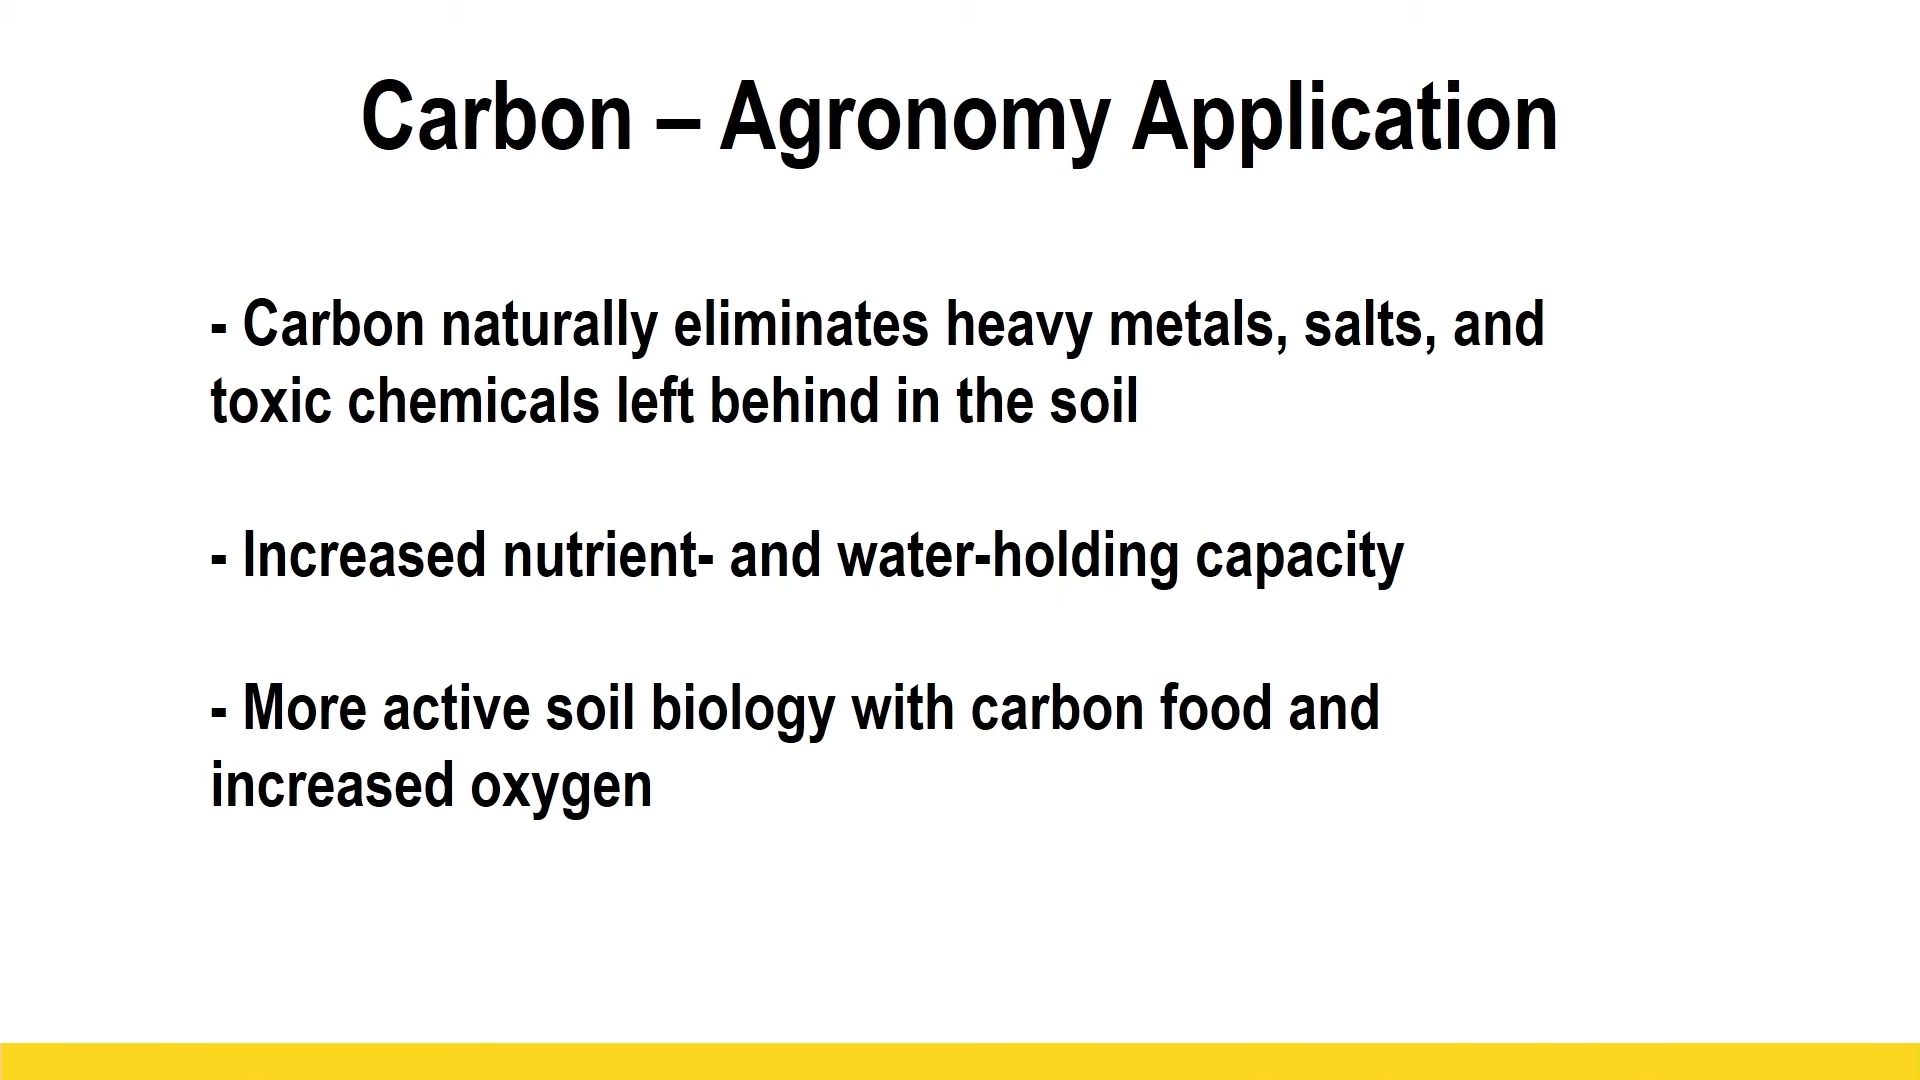 Carbon – Agronomy Application
- Carbon naturally eliminates heavy metals, salts, and
toxic chemicals left behind in the soil
- Increased nutrient- and water-holding capacity
- More active soil biology with carbon food and
increased oxygen